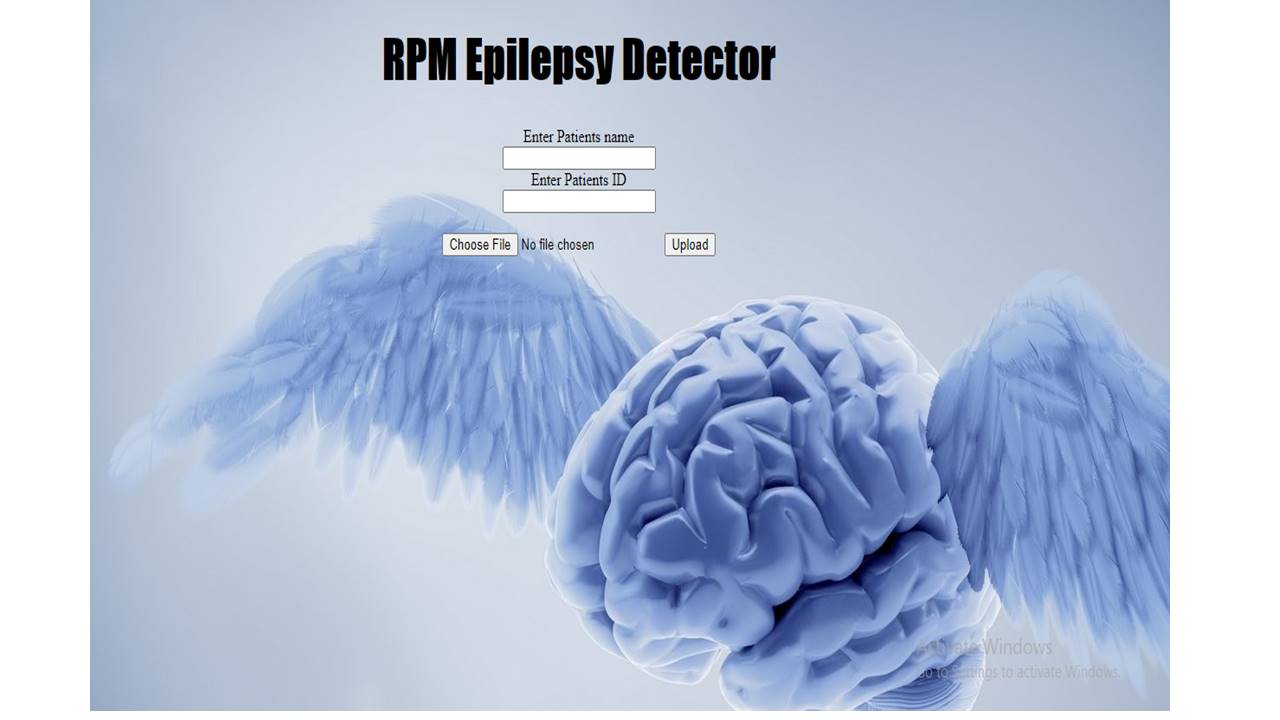 RPM Epilepsy Detector
Enter Patients name
Enter Patients ID
Choose File No file chosen Upload
Activate Windows
Go to Settings to activate Windows.